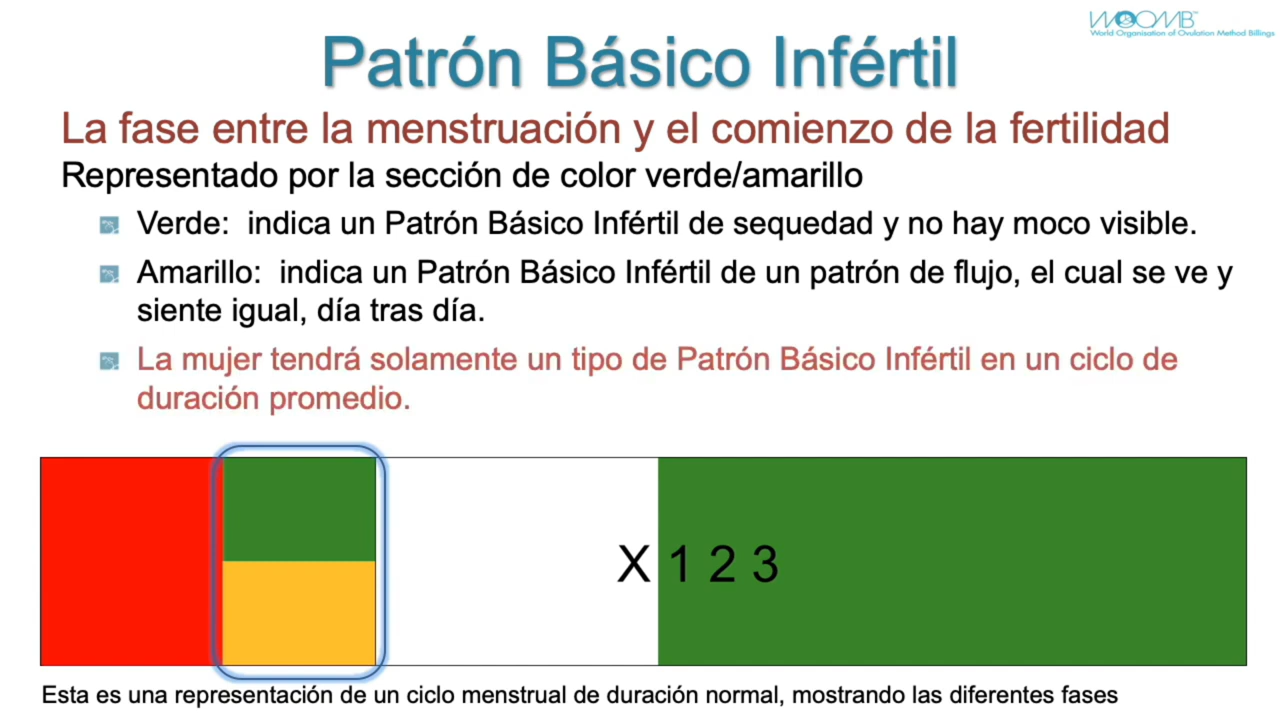 WOOMB™
World Organisation of Ovulation Method Billings
Patrón Básico Infértil
La fase entre la menstruación y el comienzo de la fertilidad
Representado por la sección de color verde/amarillo
Verde: indica un Patrón Básico Infértil de sequedad y no hay moco visible.
Amarillo: indica un Patrón Básico Infértil de un patrón de flujo, el cual se ve y
siente igual, día tras día.
La mujer tendrá solamente un tipo de Patrón Básico Infértil en un ciclo de
duración promedio.
X 1 2 3
Esta es una representación de un ciclo menstrual de duración normal, mostrando las diferentes fases